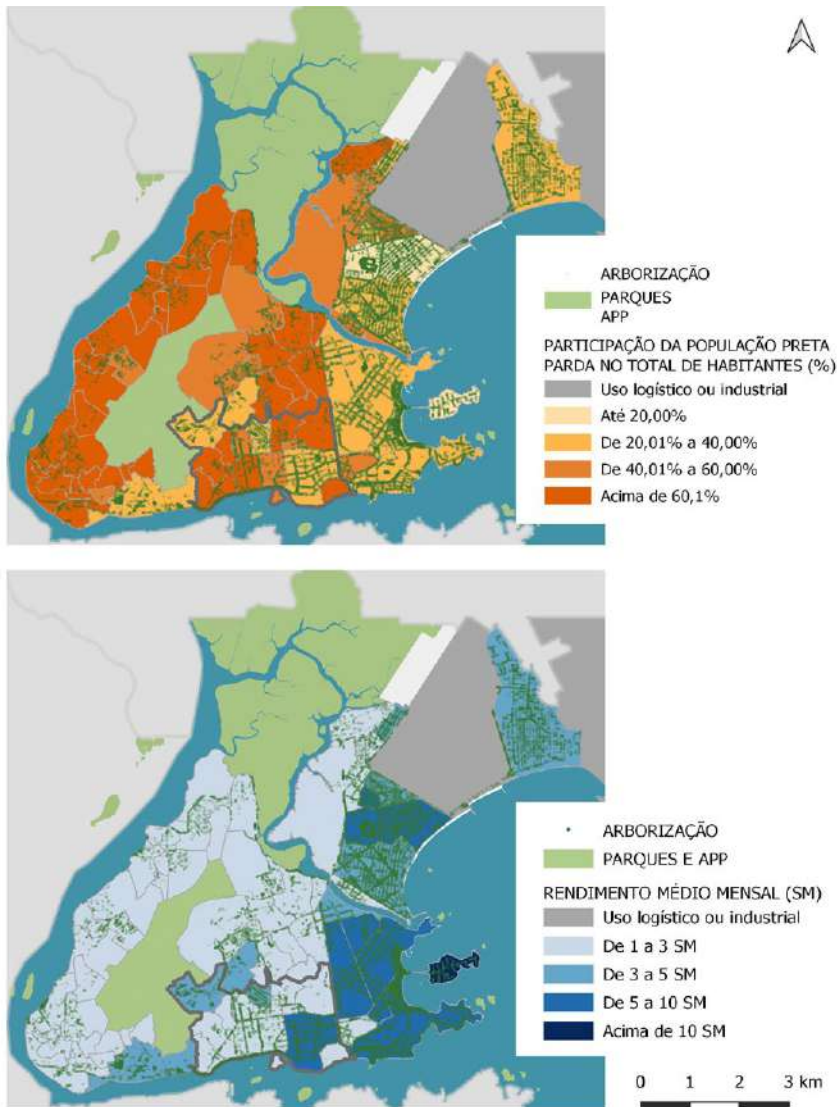 ARBORIZAÇÃO
PARQUES
APP
PARTICIPAÇÃO DA POPULAÇÃO PRETA
PARDA NO TOTAL DE HABITANTES (%)
Uso logístico ou industrial
Até 20,00%
De 20,01% a 40,00%
De 40,01% a 60,00%
Acima de 60,1%
ARBORIZAÇÃO
PARQUES E APP
RENDIMENTO MÉDIO MENSAL (SM)
Uso logístico ou industrial
De 1 a 3 SM
De 3 a 5 SM
De 5 a 10 SM
Acima de 10 SM
0 1 2 3 km